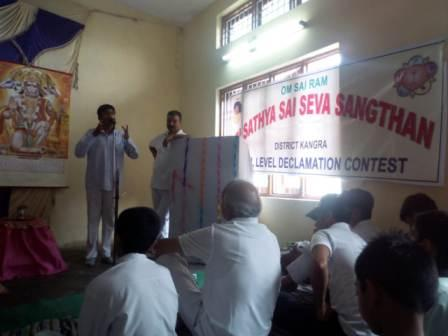 OM SAI RAM
SATHYA SAI SEVA SANGTHAN
DISTRICT KANGRA
LEVEL DECLAMATION CONTEST